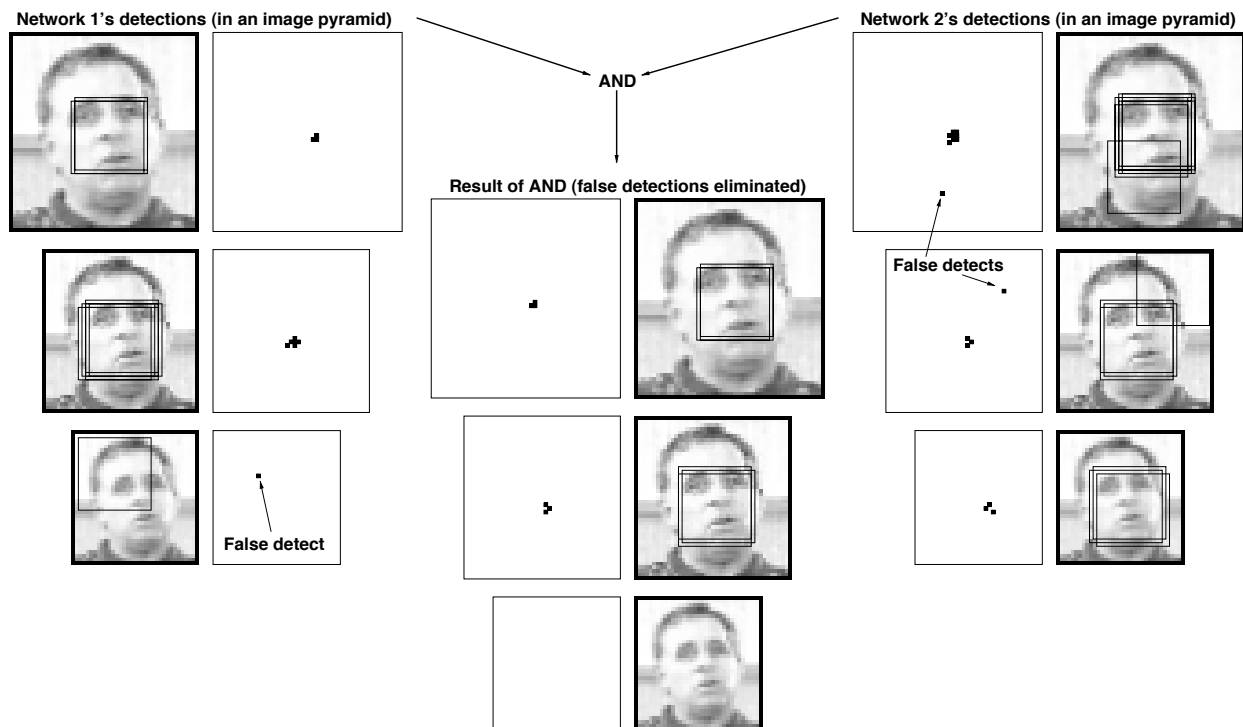 Network 1's detections (in an image pyramid)
Network 2's detections (in an image pyramid)
AND
Result of AND (false detections eliminated)
False detects
False detect